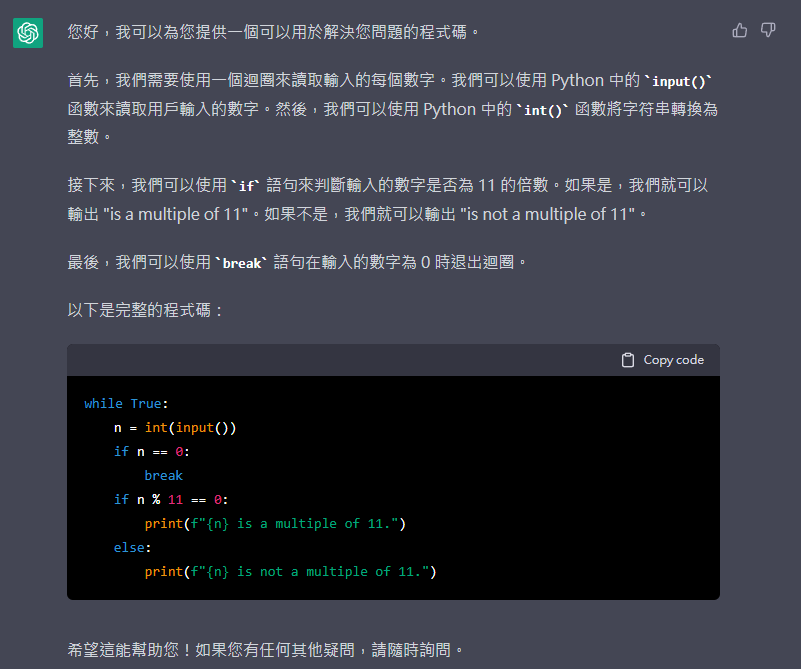 您好，我可以為您提供一個可以用於解決您問題的程式碼。
首先，我們需要使用一個迴圈來讀取輸入的每個數字。我們可以使用 Python 中的 `input()`
函數來讀取用戶輸入的數字。然後，我們可以使用 Python 中的 `int()` 函數將字符串轉換為
整數。
接下來，我們可以使用 `if` 語句來判斷輸入的數字是否為 11 的倍數。如果是，我們就可以
輸出 "is a multiple of 11"。如果不是，我們就可以輸出 "is not a multiple of 11"。
最後，我們可以使用 `break` 語句在輸入的數字為 0 時退出迴圈。
以下是完整的程式碼：
Copy code
while True:
    n = int(input())
    if n == 0:
        break
    if n % 11 == 0:
        print(f"{n} is a multiple of 11.")
    else:
        print(f"{n} is not a multiple of 11.")
希望這能幫助您！如果您有任何其他疑問，請隨時詢問。